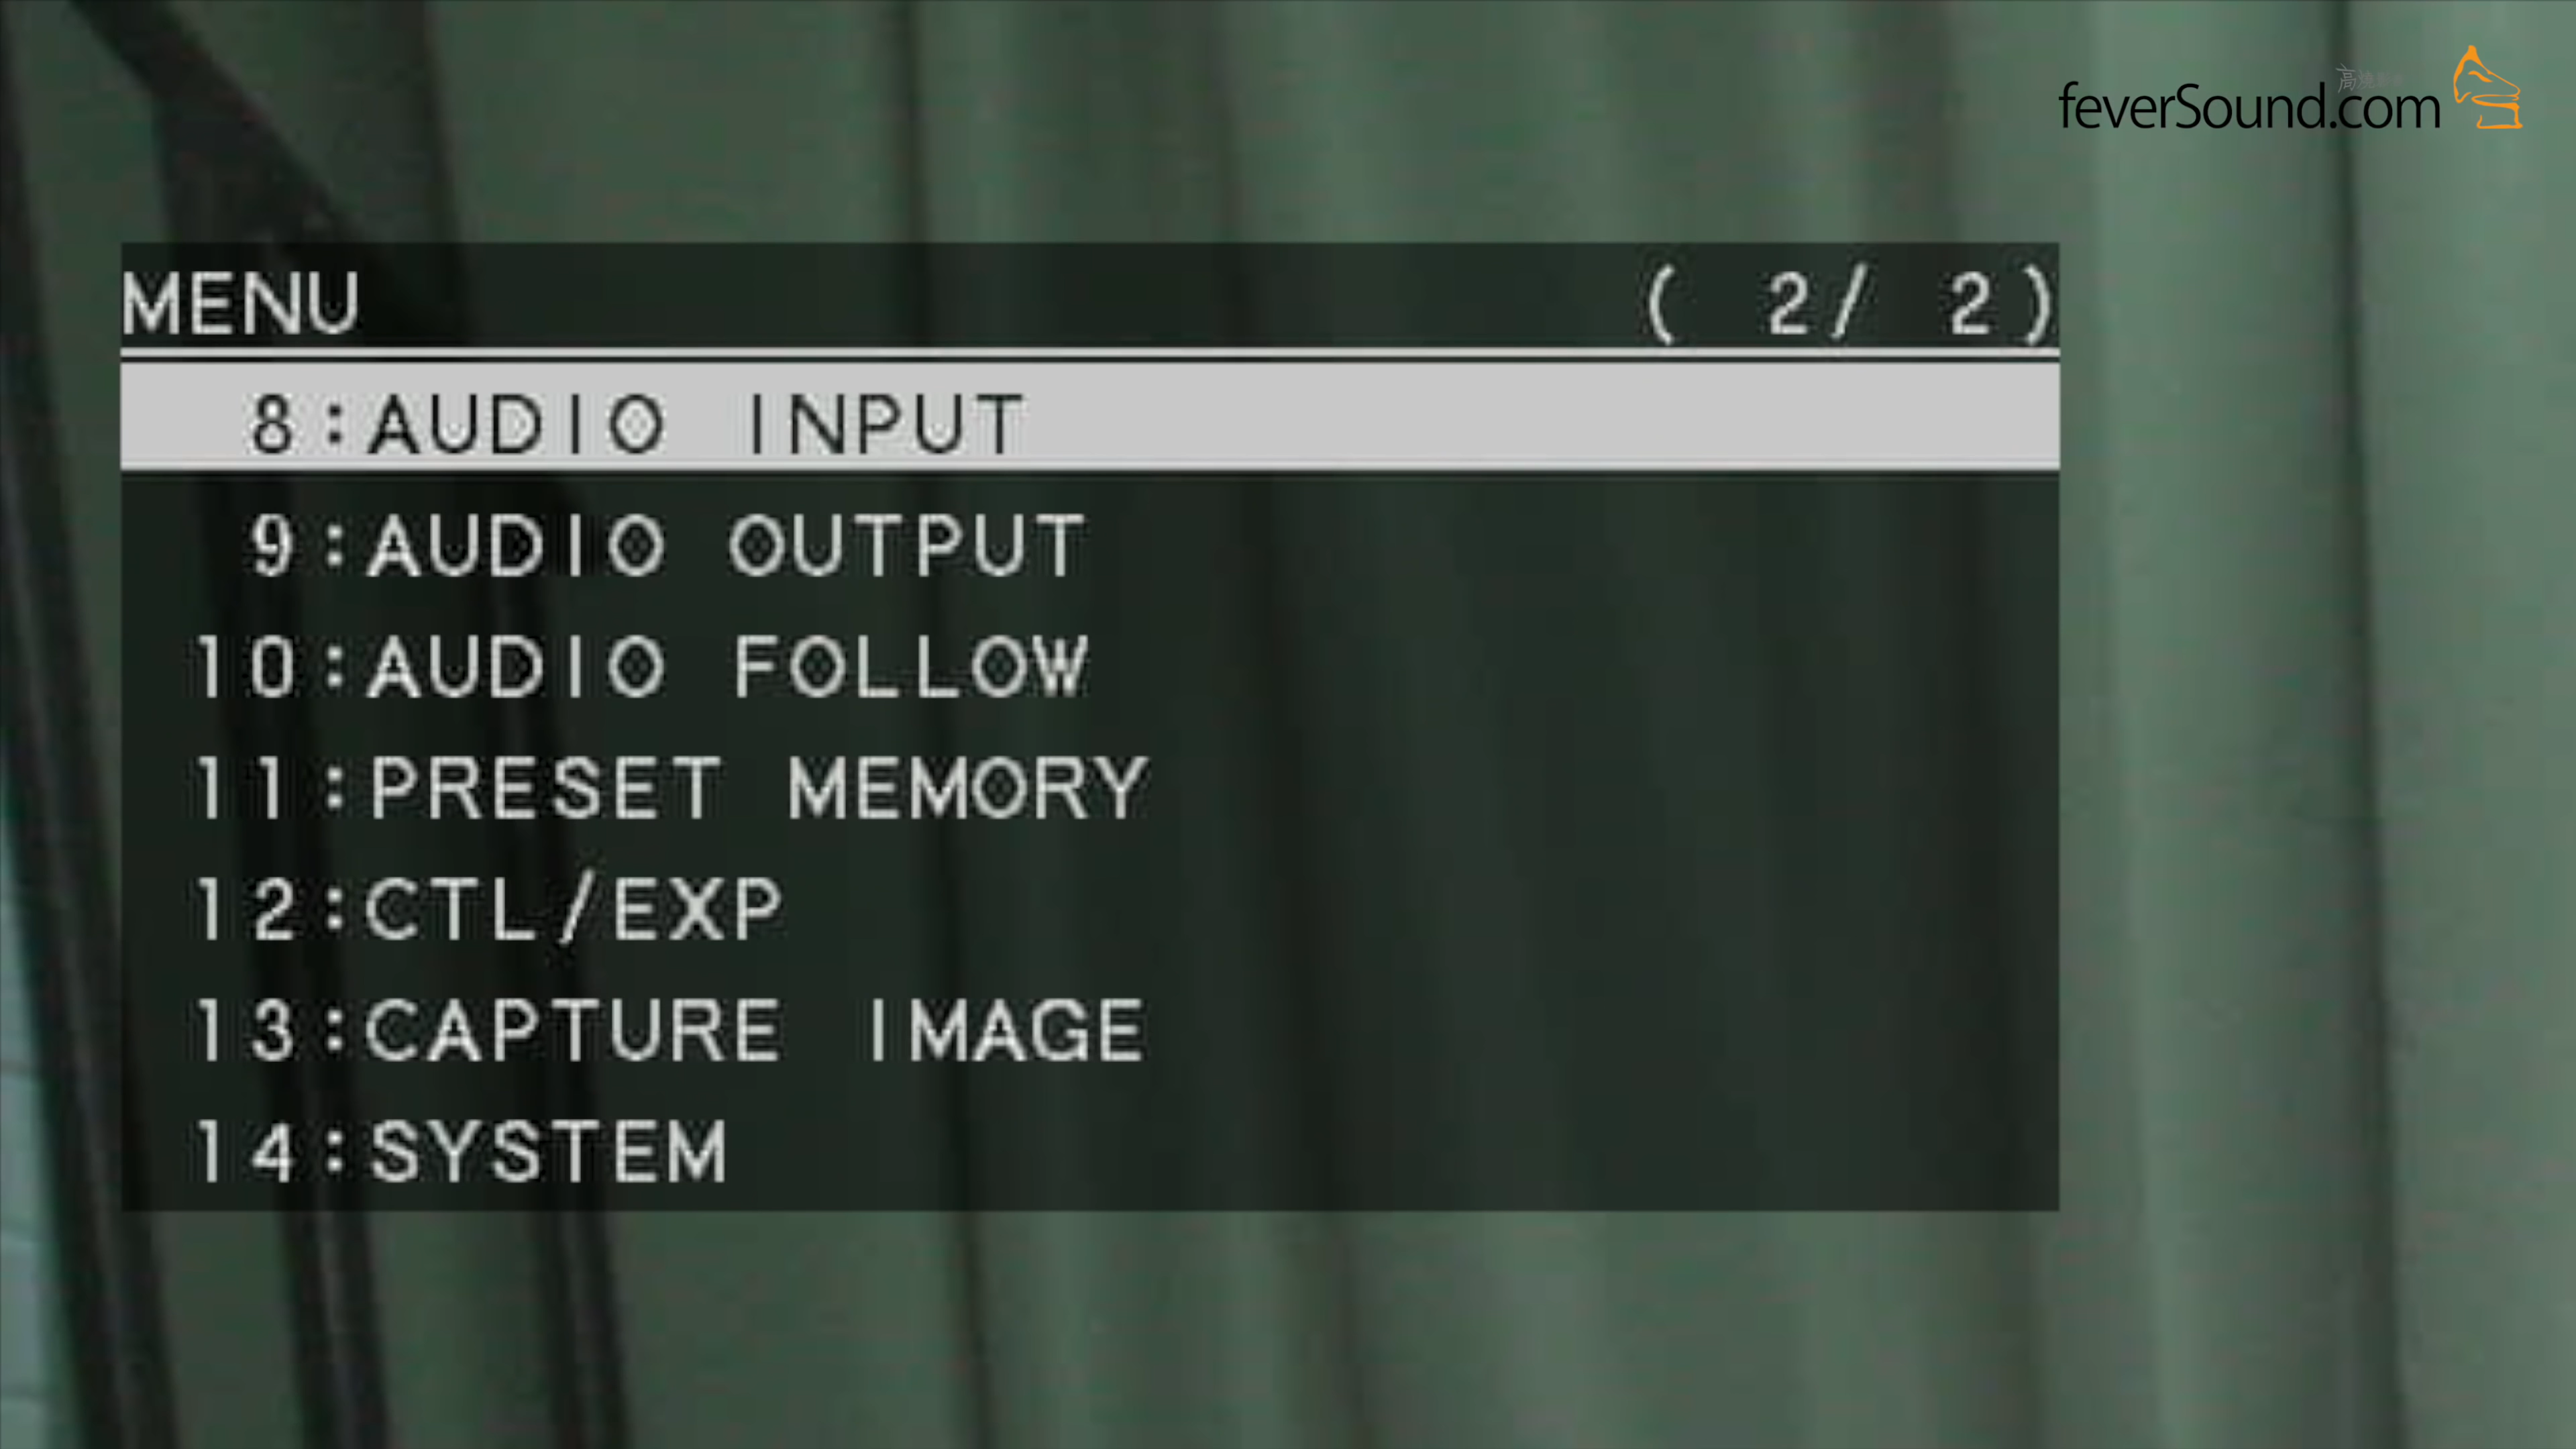 feverSound.com
MENU ( 2/ 2)
8:AUDIO INPUT
9:AUDIO OUTPUT
10:AUDIO FOLLOW
11:PRESET MEMORY
12:CTL/EXP
13:CAPTURE IMAGE
14:SYSTEM